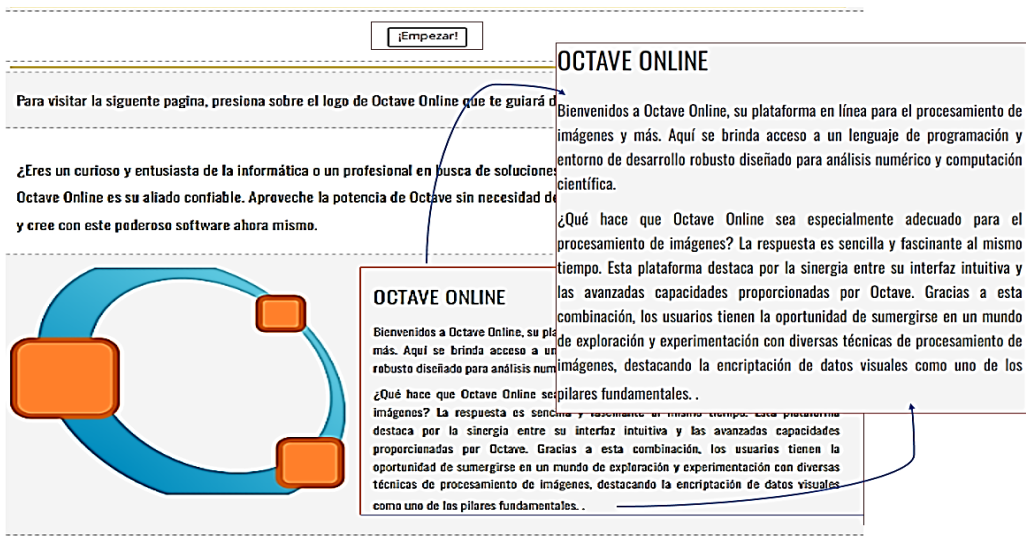 ¡Empezar!
Para visitar la siguente pagina, presiona sobre el logo de Octave Online que te guiará d
¿Eres un curioso y entusiasta de la informática o un profesional en busca de soluciones
Octave Online es su aliado confiable. Aproveche la potencia de Octave sin necesidad de
y cree con este poderoso software ahora mismo.
OCTAVE ONLINE
Bienvenidos a Octave Online, su plataforma en línea para el procesamiento de
imágenes y más. Aquí se brinda acceso a un lenguaje de programación y
entorno de desarrollo robusto diseñado para análisis numérico y computación
científica.
¿Qué hace que Octave Online sea especialmente adecuado para el
procesamiento de imágenes? La respuesta es sencilla y fascinante al mismo
tiempo. Esta plataforma destaca por la sinergia entre su interfaz intuitiva y
las avanzadas capacidades proporcionadas por Octave. Gracias a esta
combinación, los usuarios tienen la oportunidad de sumergirse en un mundo
de exploración y experimentación con diversas técnicas de procesamiento de
imágenes, destacando la encriptación de datos visuales como uno de los
pilares fundamentales. .
OCTAVE ONLINE
Bienvenidos a Octave Online, su pla
más. Aquí se brinda acceso a un
robusto diseñado para análisis num
¿Qué hace que Octave Online sea
imágenes? La respuesta es sencilla y fascinante al mismo tiempo. Esta plataforma
destaca por la sinergia entre su interfaz intuitiva y las avanzadas capacidades
proporcionadas por Octave. Gracias a esta combinación, los usuarios tienen la
oportunidad de sumergirse en un mundo de exploración y experimentación con diversas
técnicas de procesamiento de imágenes, destacando la encriptación de datos visuales
como uno de los pilares fundamentales. .